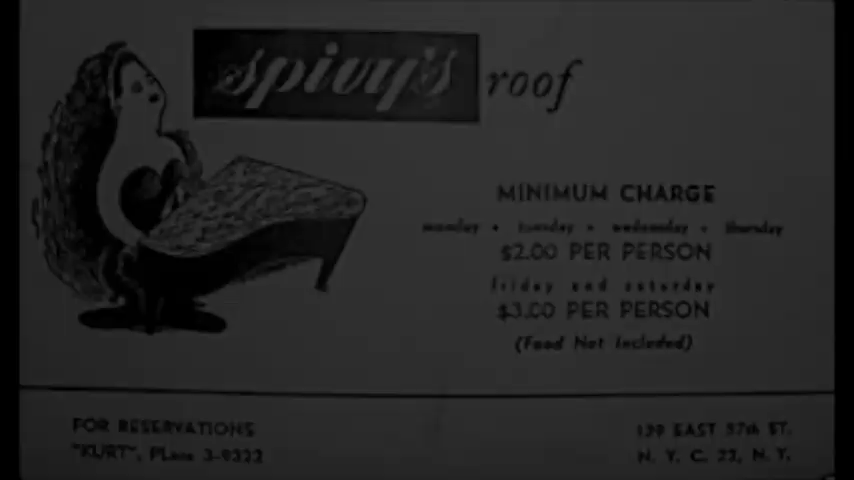 spivy's roof
MINIMUM CHARGE
monday • tuesday • wednesday • thursday
$2.00 PER PERSON
friday and saturday
$3.00 PER PERSON
(Food Not Included)
FOR RESERVATIONS
"KURT", PLaza 3-9322
139 EAST 57th ST.
N. Y. C. 22, N. Y.